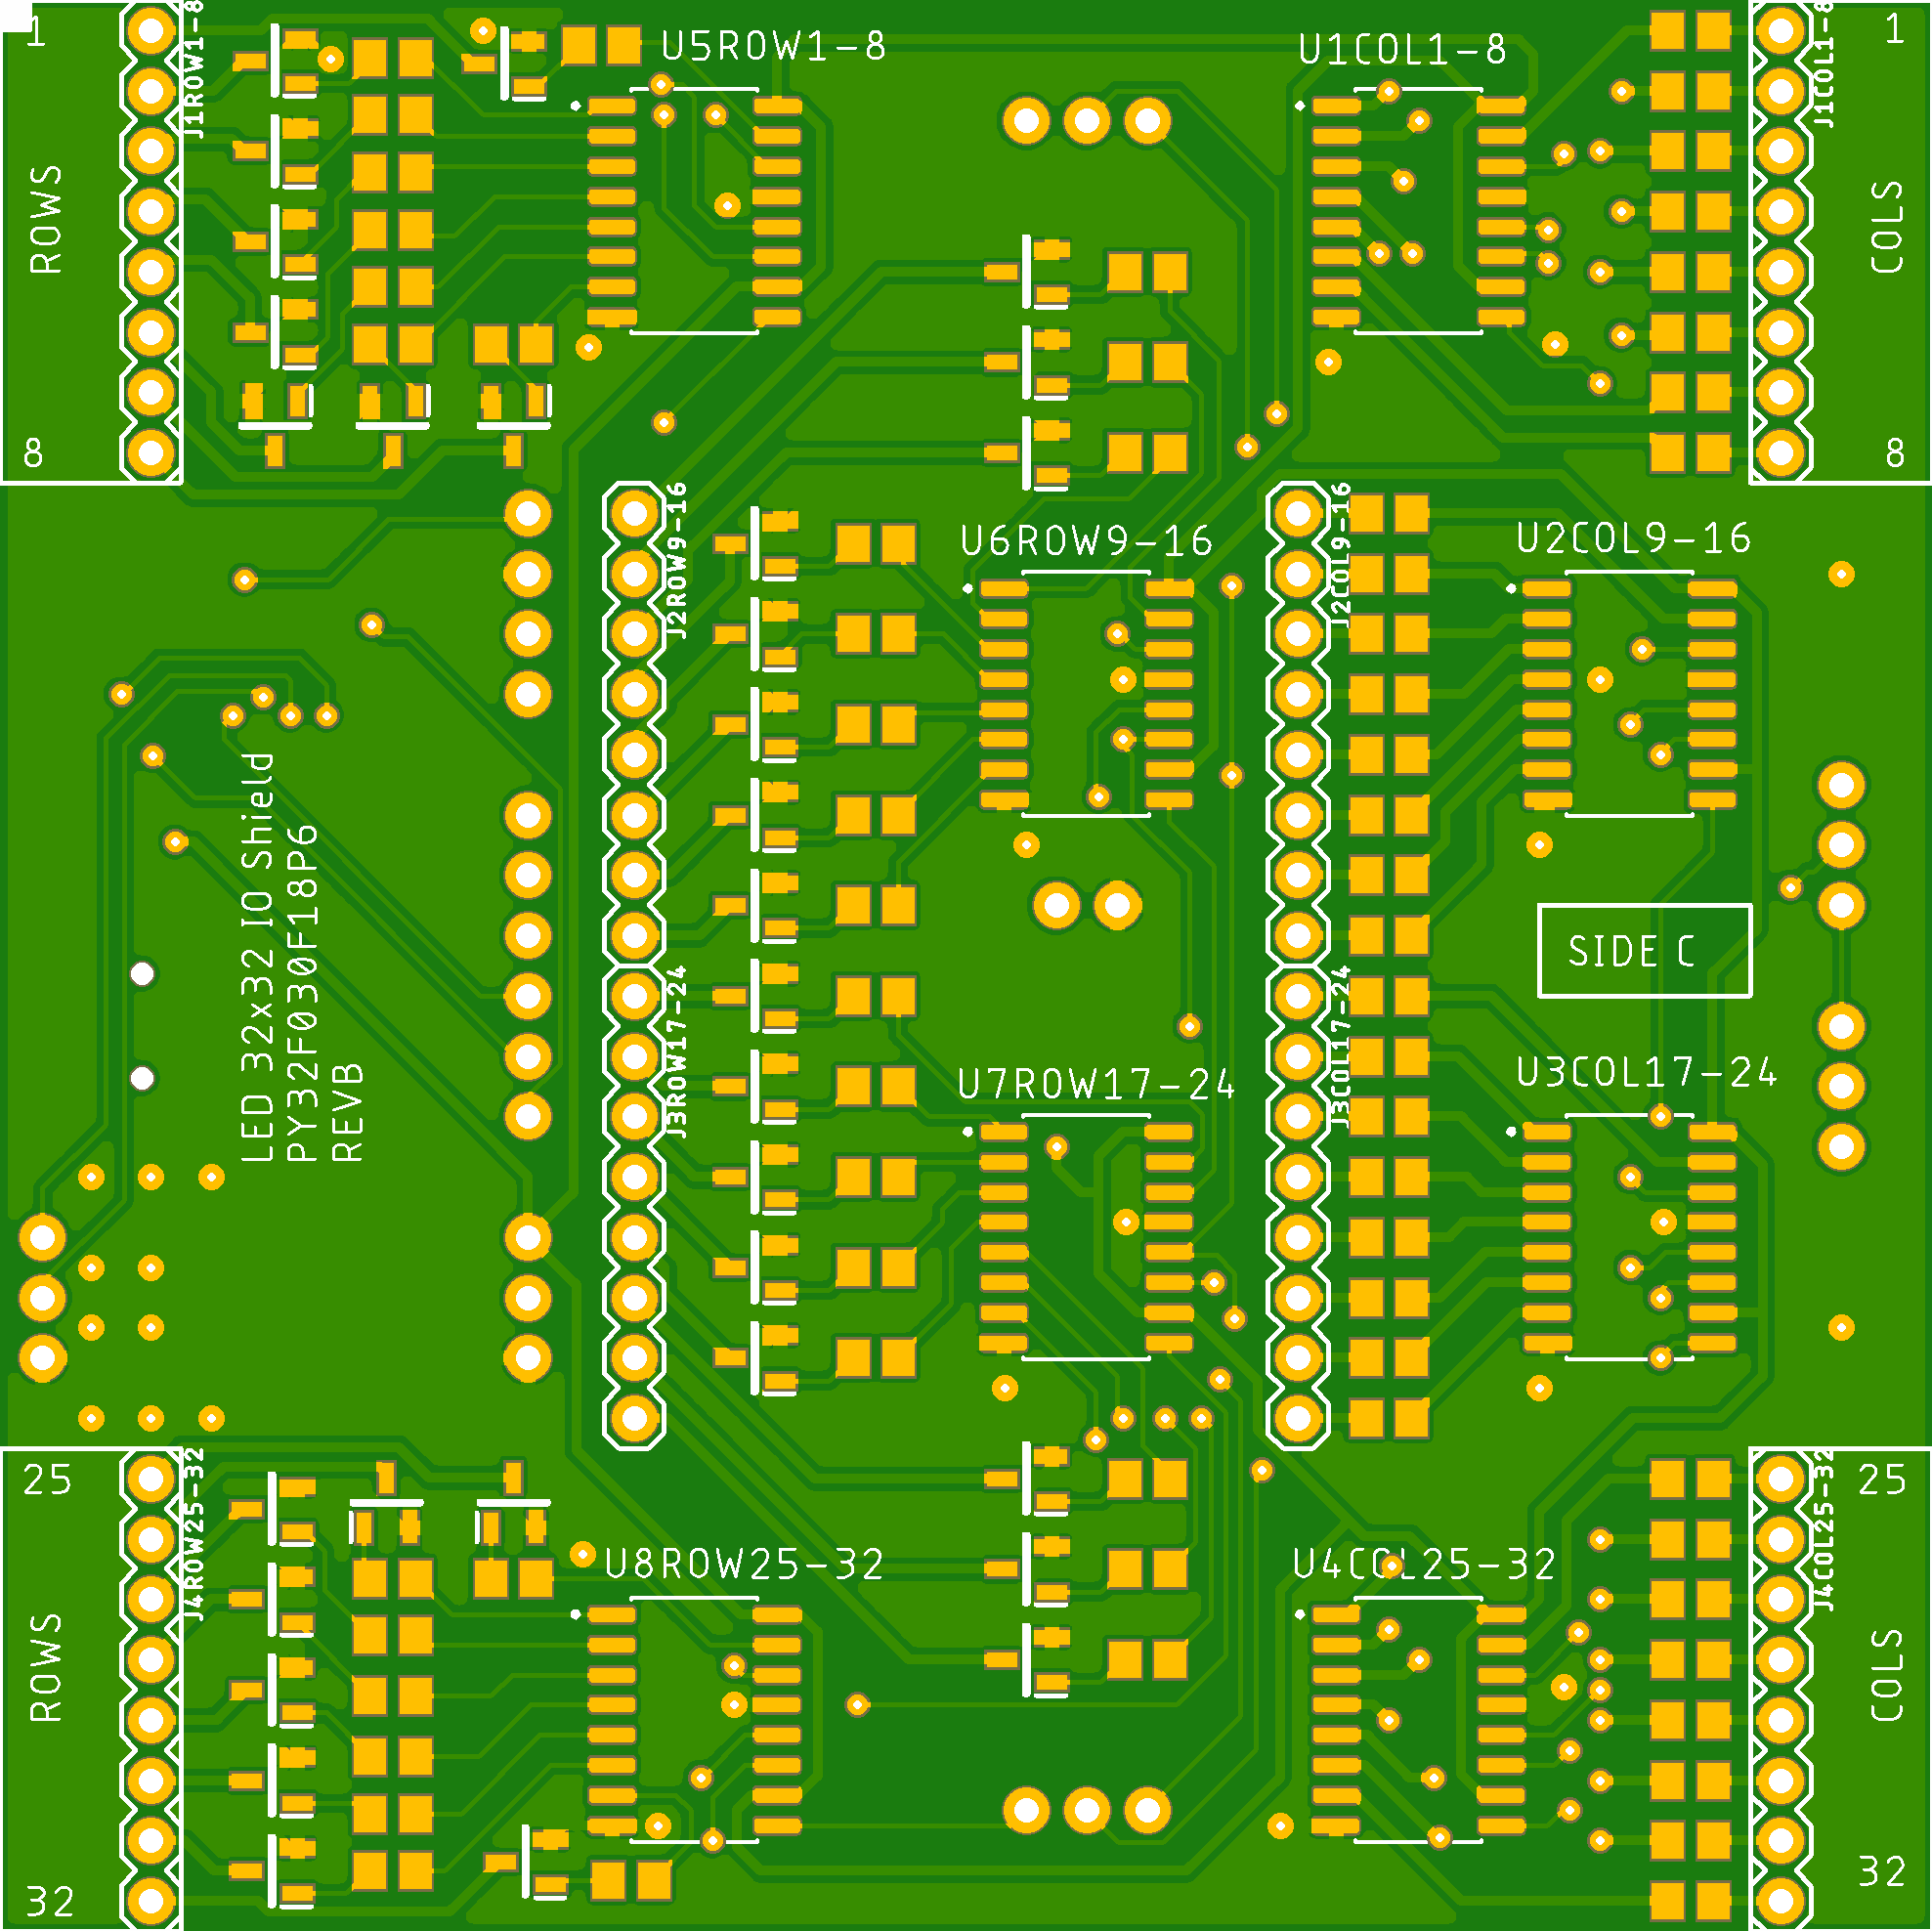 1
J1ROW1-8
U5ROW1-8
U1COL1-8
J1COL1-8
1
ROWS
COLS
8
8
J2ROW9-16
U6ROW9-16
J2COL9-16
U2COL9-16
LED 32x32 IO Shield
PY32F030F18P6
REVB
SIDE C
J3ROW17-24
U7ROW17-24
J3COL17-24
U3COL17-24
25
J4ROW25-32
U8ROW25-32
U4COL25-32
J4COL25-32
25
ROWS
COLS
32
32